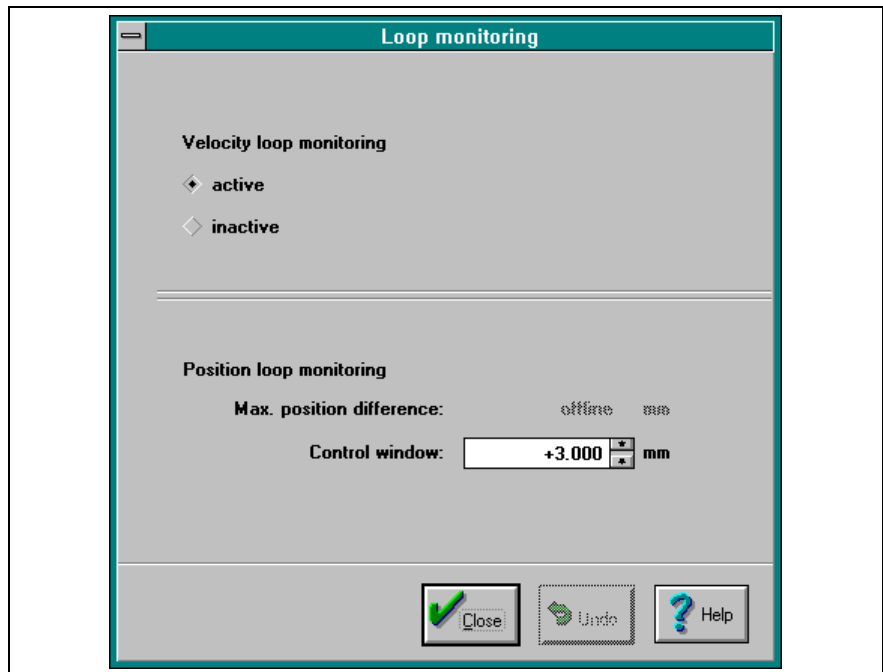 Loop monitoring
Velocity loop monitoring
active
inactive
Position loop monitoring
Max. position difference: offline mm
Control window: +3.000 mm
Close Undo Help